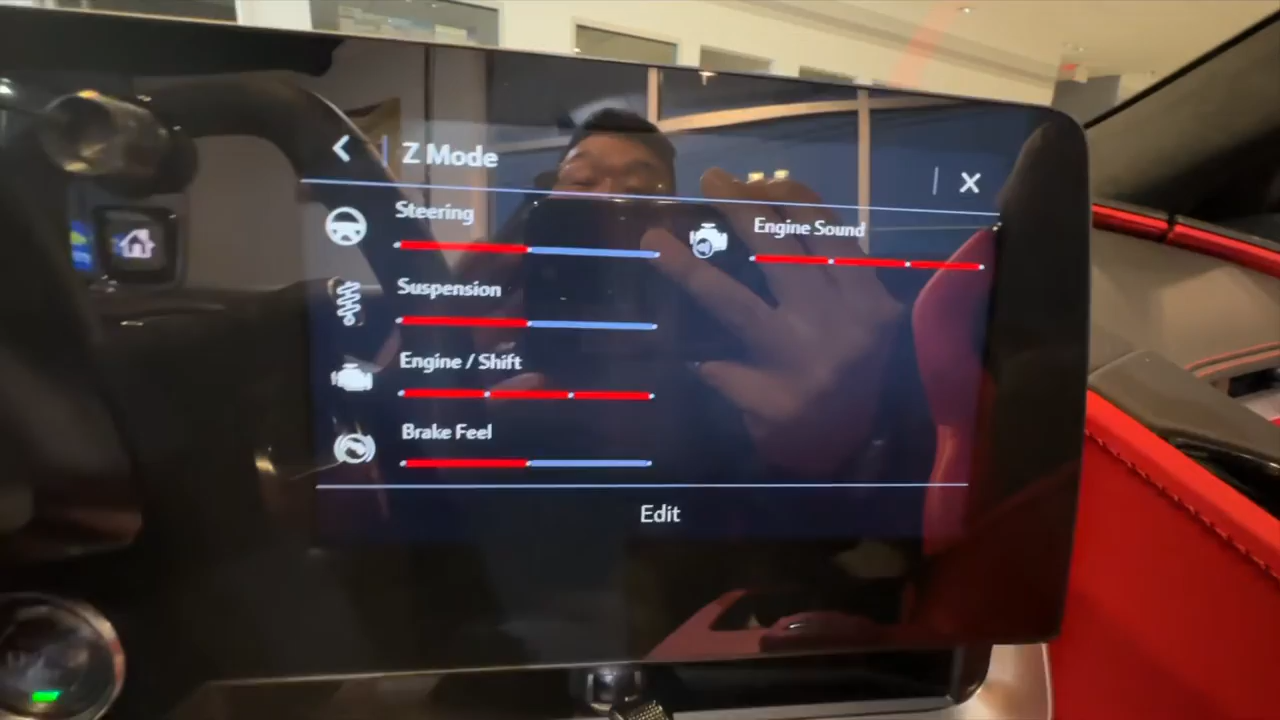 Z Mode
Steering
Engine Sound
Suspension
Engine / Shift
Brake Feel
Edit